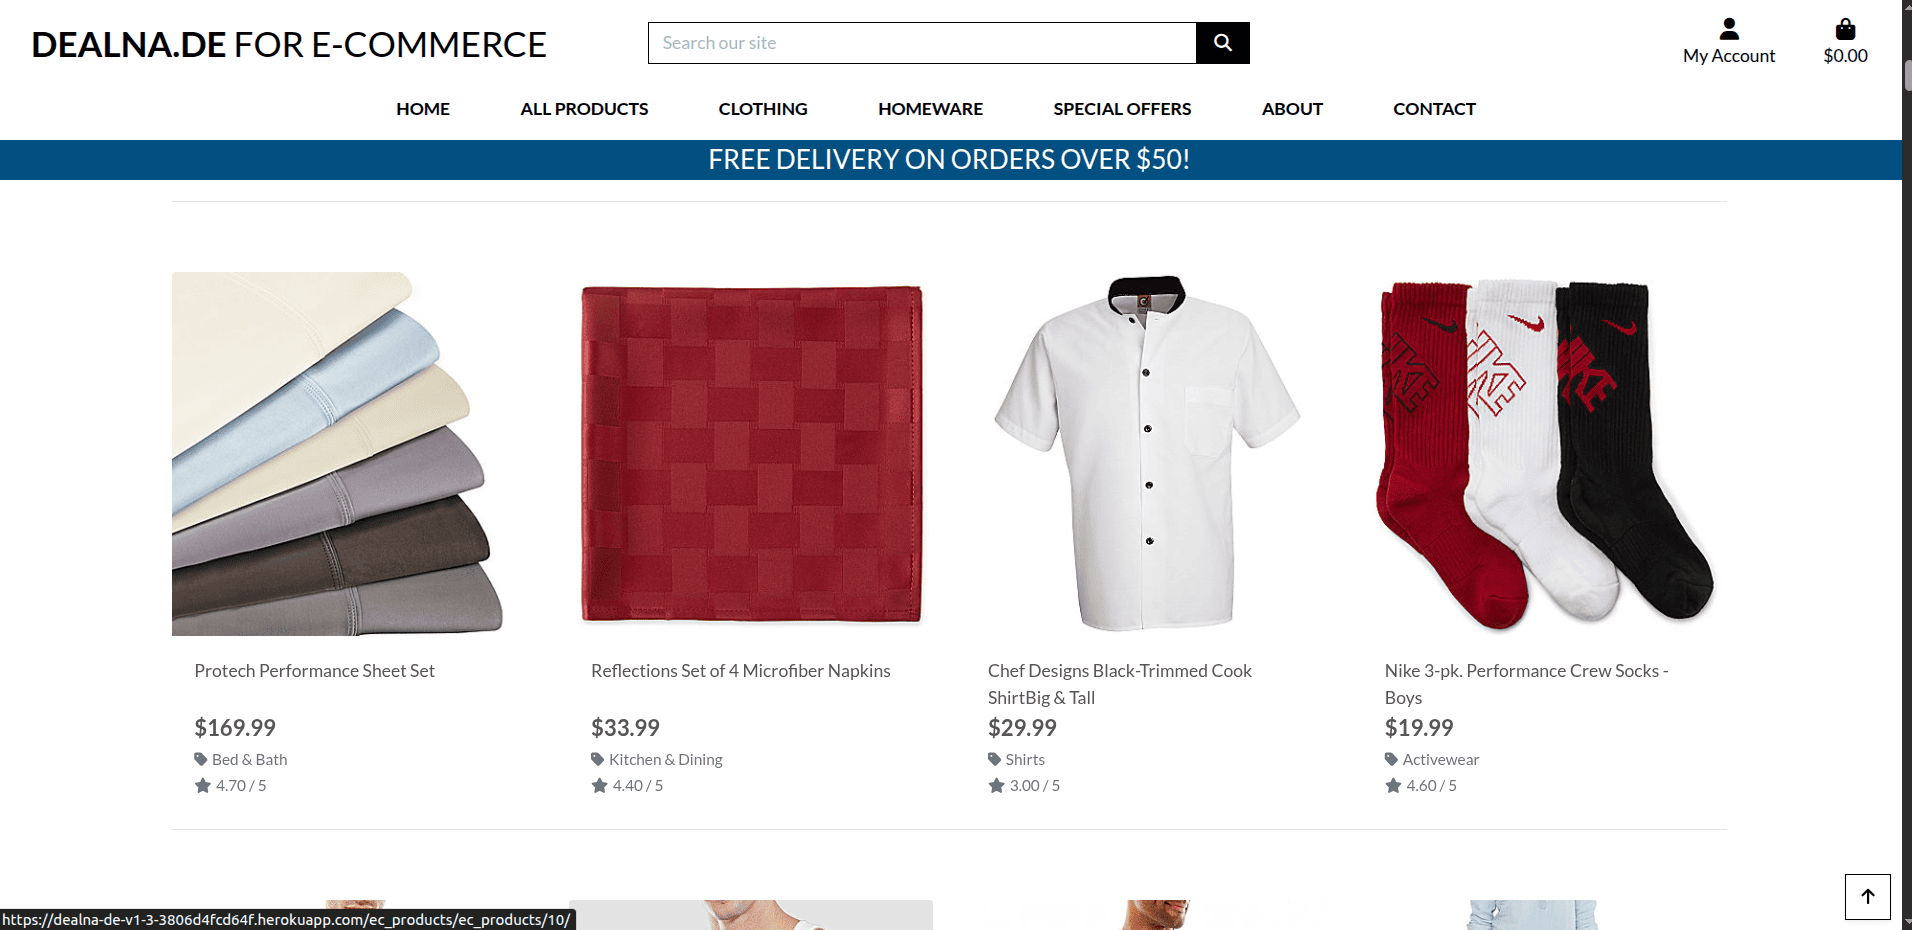 DEALNA.DE FOR E-COMMERCE
Search our site
My Account
$0.00
HOME
ALL PRODUCTS
CLOTHING
HOMEWARE
SPECIAL OFFERS
ABOUT
CONTACT
FREE DELIVERY ON ORDERS OVER $50!
NIKE
NIKE
NIKE
Protech Performance Sheet Set
$169.99
Bed & Bath
4.70 / 5
Reflections Set of 4 Microfiber Napkins
$33.99
Kitchen & Dining
4.40 / 5
Chef Designs Black-Trimmed Cook
ShirtBig & Tall
$29.99
Shirts
3.00 / 5
Nike 3-pk. Performance Crew Socks -
Boys
$19.99
Activewear
4.60 / 5
https://dealna-de-v1-3-3806d4fcd64f.herokuapp.com/ec_products/ec_products/10/